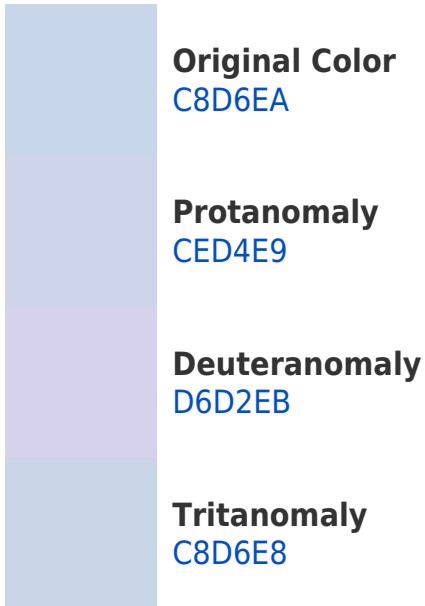 Original Color
C8D6EA
Protanomaly
CED4E9
Deuteranomaly
D6D2EB
Tritanomaly
C8D6E8